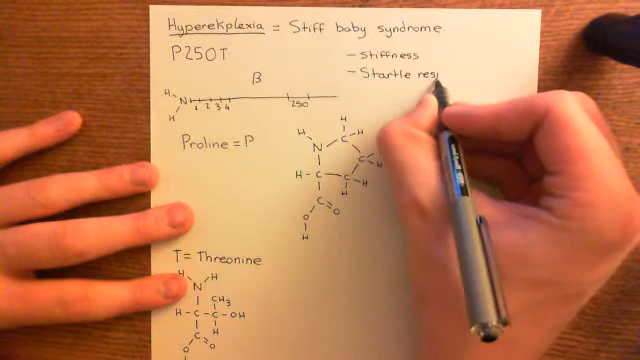 Hyperekplexia = Stiff baby syndrome.
P250T
- Stiffness
- Startle res
β
H
N
H
1 2 3 4
250
Proline = P
H
H
N
C
H
H - C
C
H
C
H
H
C
O
O
H
T = Threonine
H
H
N
CH3
H - C - C - OH
H
C
O
O